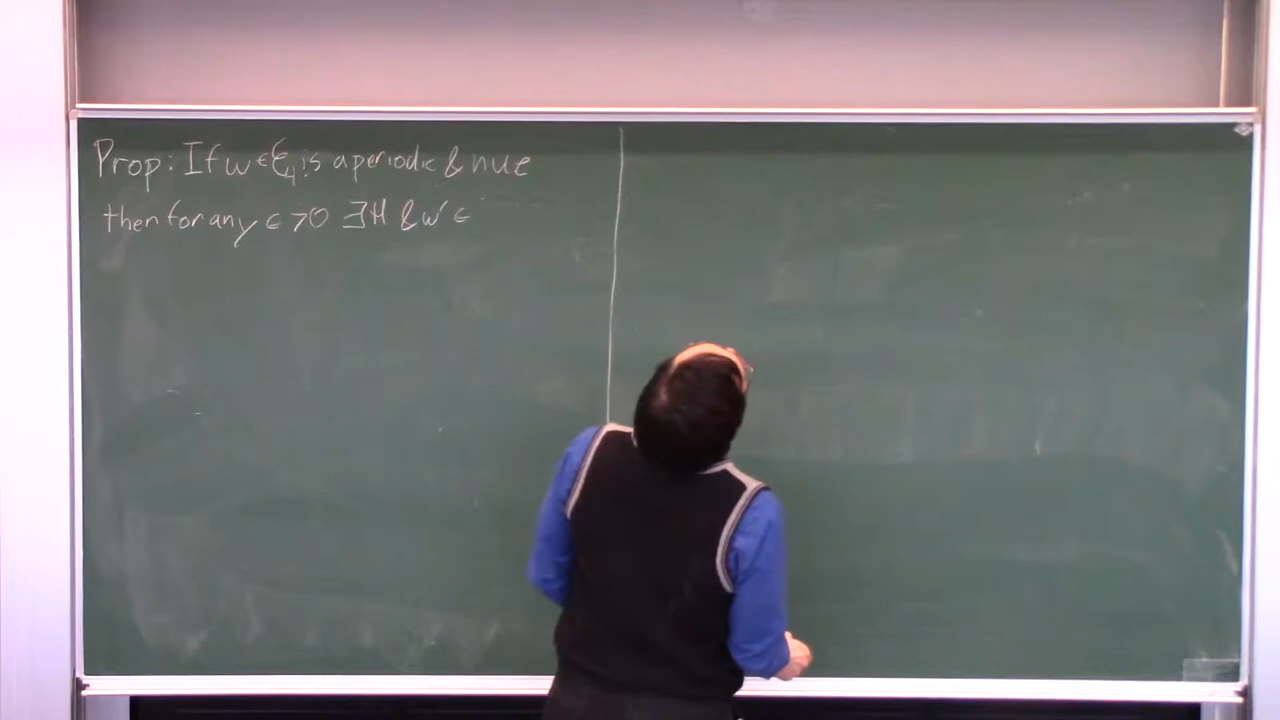 Prop: If w ∈ ℰ₄ is aperiodic & nue
then for any ε > 0 ∃ H & w' ∈